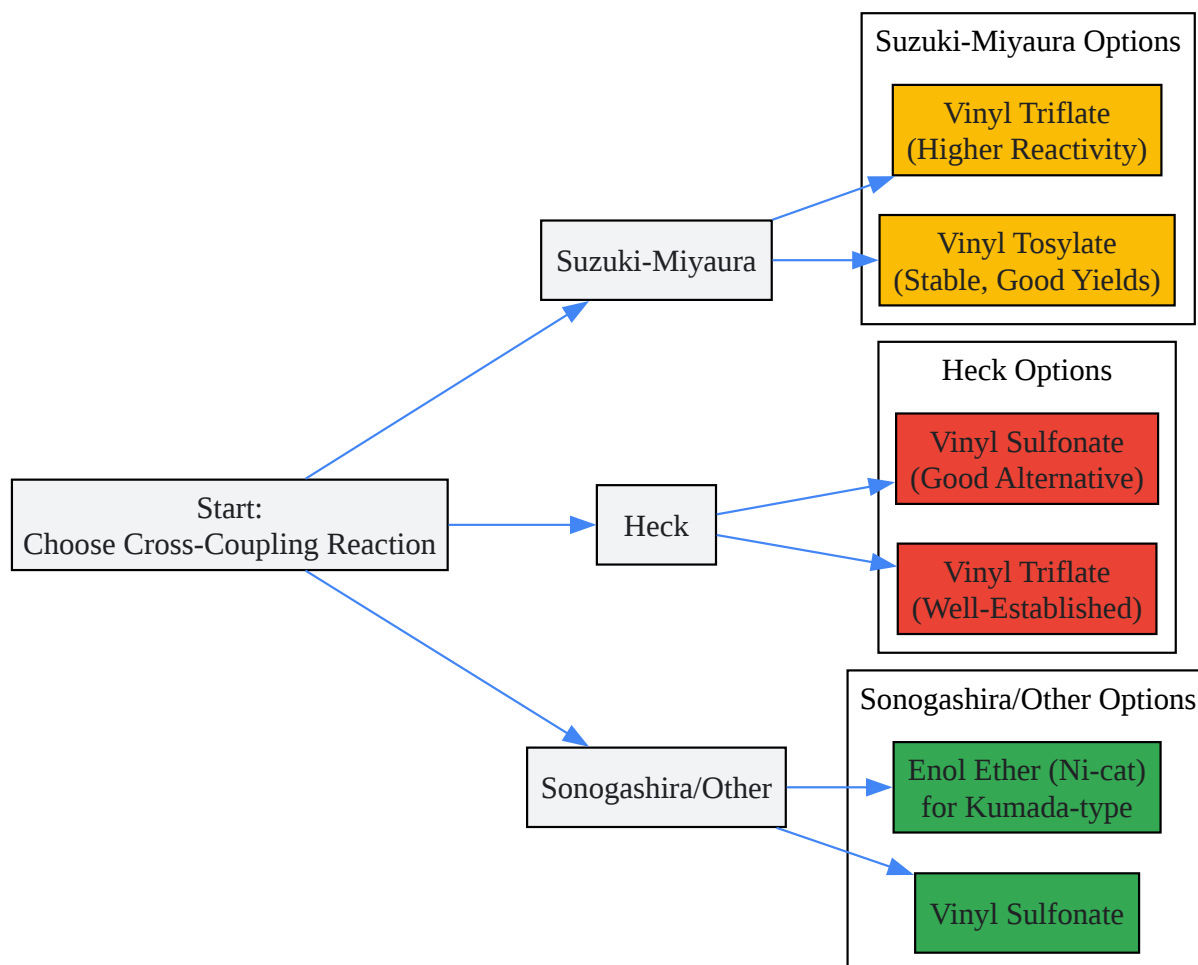 Suzuki-Miyaura Options
Vinyl Triflate
(Higher Reactivity)
Vinyl Tosylate
(Stable, Good Yields)
Suzuki-Miyaura
Heck Options
Vinyl Sulfonate
(Good Alternative)
Vinyl Triflate
(Well-Established)
Start:
Choose Cross-Coupling Reaction
Heck
Sonogashira/Other Options
Enol Ether (Ni-cat)
for Kumada-type
Sonogashira/Other
Vinyl Sulfonate